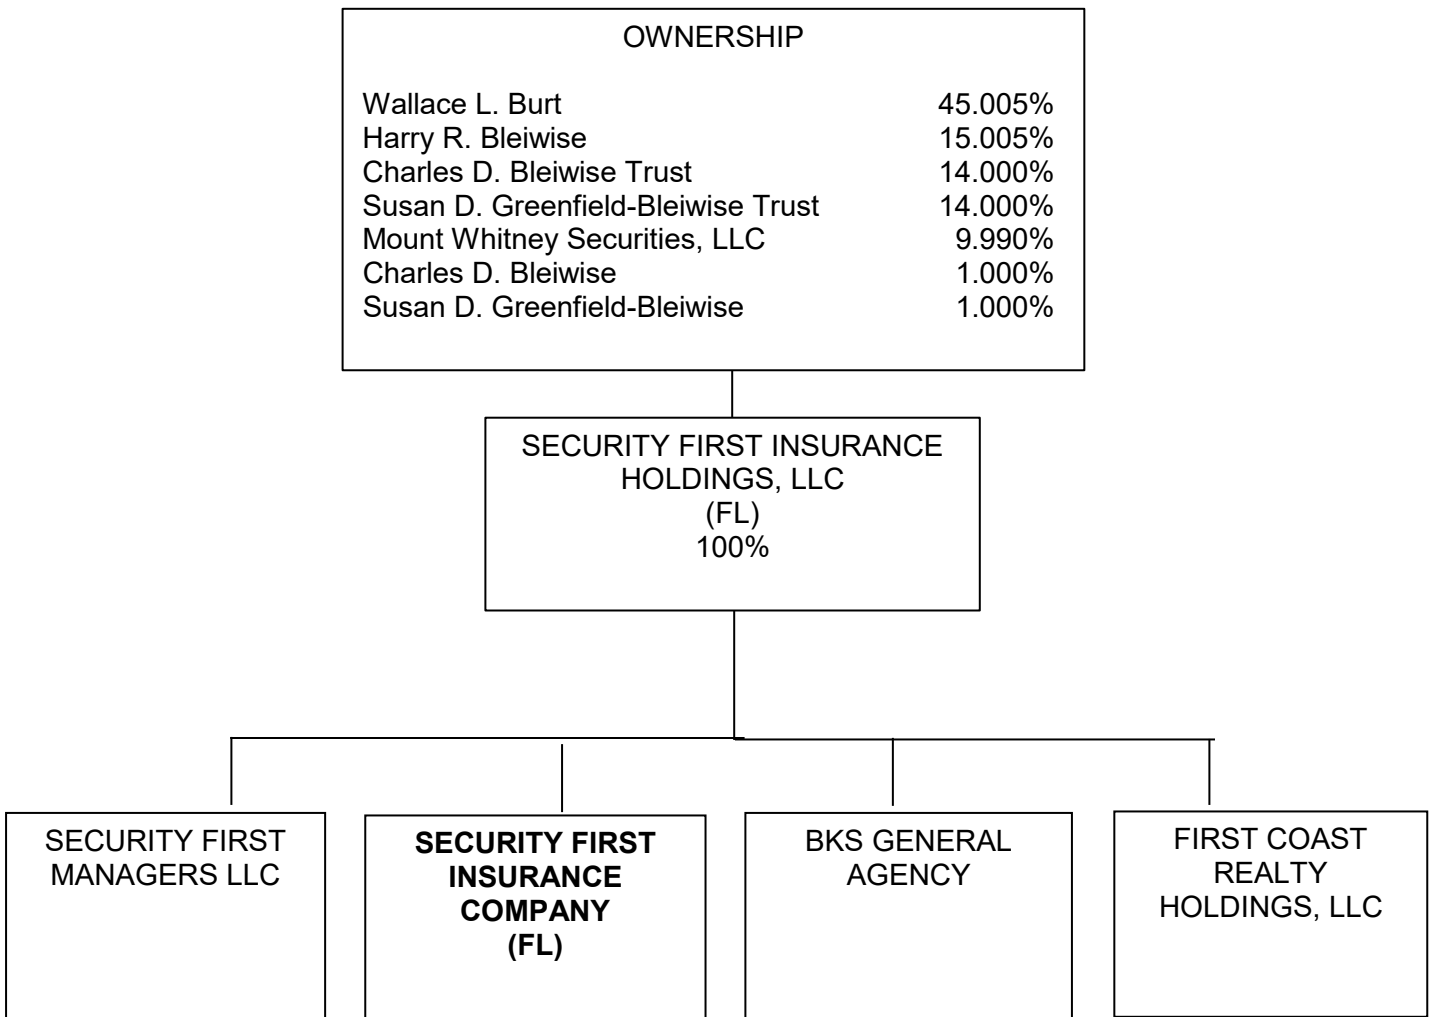 OWNERSHIP
Wallace L. Burt 45.005%
Harry R. Bleiwise 15.005%
Charles D. Bleiwise Trust 14.000%
Susan D. Greenfield-Bleiwise Trust 14.000%
Mount Whitney Securities, LLC 9.990%
Charles D. Bleiwise 1.000%
Susan D. Greenfield-Bleiwise 1.000%
SECURITY FIRST INSURANCE
HOLDINGS, LLC
(FL)
100%
SECURITY FIRST
MANAGERS LLC
SECURITY FIRST
INSURANCE
COMPANY
(FL)
BKS GENERAL
AGENCY
FIRST COAST
REALTY
HOLDINGS, LLC